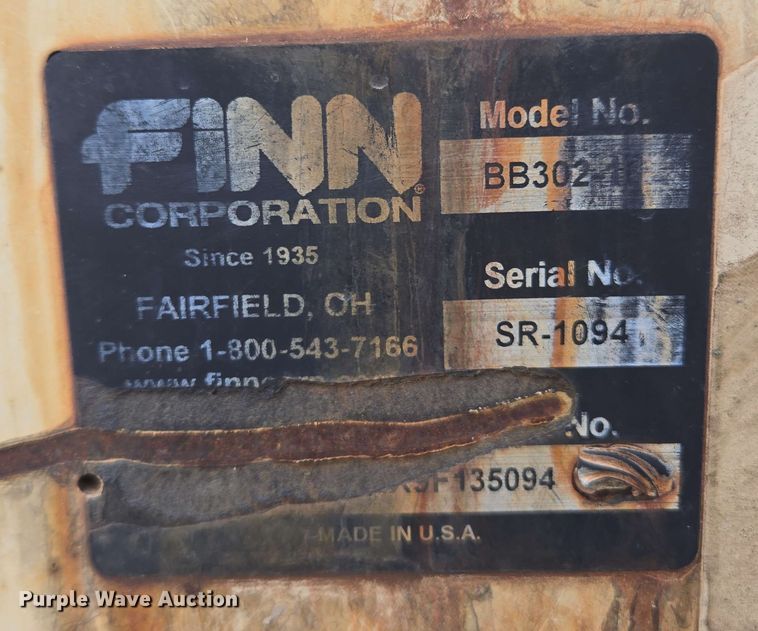 FINN
CORPORATION®
Since 1935
FAIRFIELD, OH
Phone 1-800-543-7166
Model No.
BB302-1
Serial No.
SR-1094
No.
F135094
MADE IN U.S.A.
Purple Wave Auction